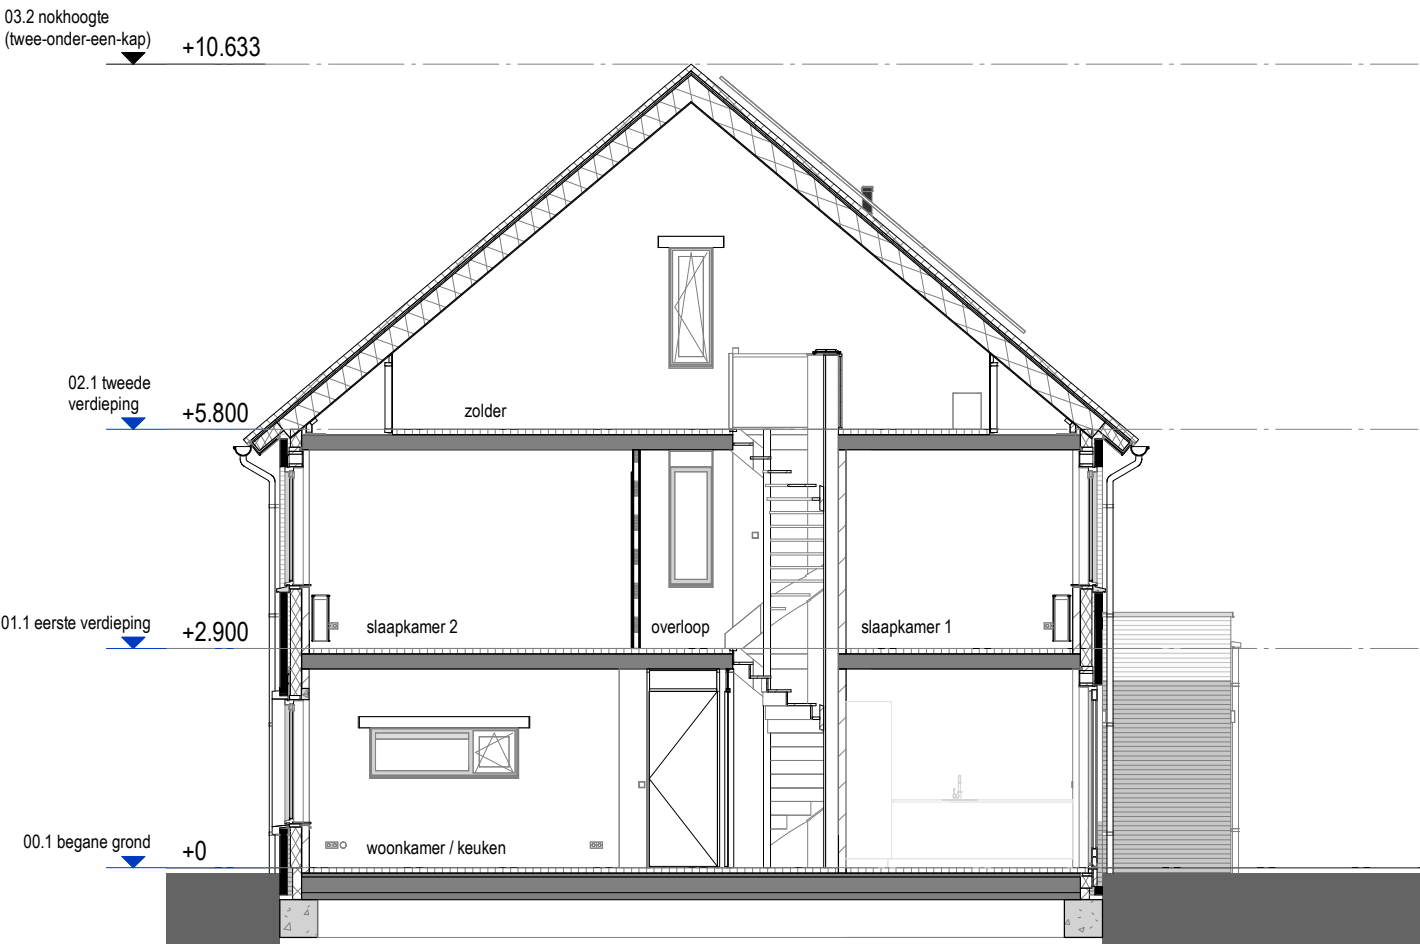 03.2 nokhoogte
(twee-onder-een-kap)
+10.633
02.1 tweede
verdieping
+5.800
zolder
01.1 eerste verdieping
+2.900
slaapkamer 2
overloop
slaapkamer 1
00.1 begane grond
+0
woonkamer / keuken